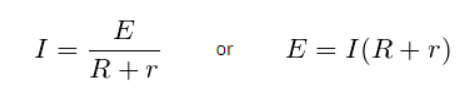 I = E / (R + r) or E = I(R + r)